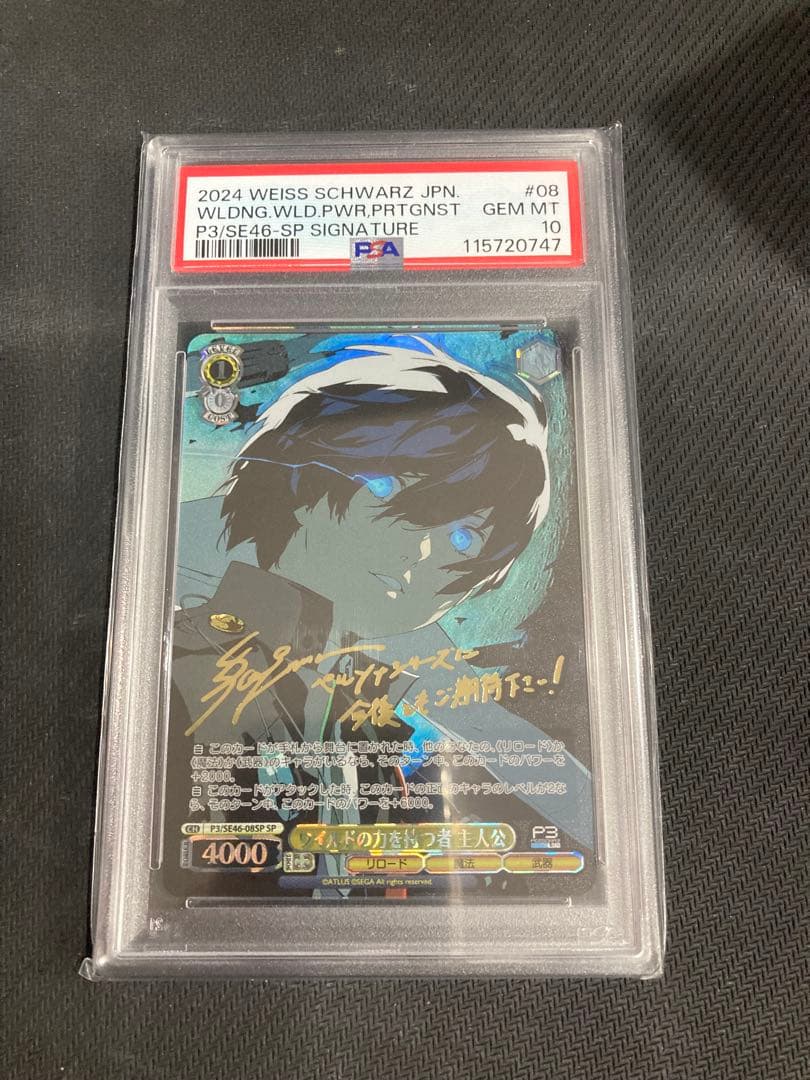 2024 WEISS SCHWARZ JPN. #08
WLDNG.WLD.PWR,PRTGNST GEM MT
P3/SE46-SP SIGNATURE 10
PSA 115720747
LEVEL
1
0
COST
ペルソナシリーズに
今後もご期待下さい!
自 このカードが手札から舞台に置かれた時、他のあなたの、《リロード》か
《魔法》か《武器》のキャラがいるなら、そのターン中、このカードのパワーを
+2000。
自 このカードがアタックした時、このカードの正面のキャラのレベルが2な
ら、そのターン中、このカードのパワーを+6000。
CH P3/SE46-08SP SP
ワイルドの力を持つ者 主人公
P3
4000
リロード 魔法 武器
©ATLUS ©SEGA All rights reserved.